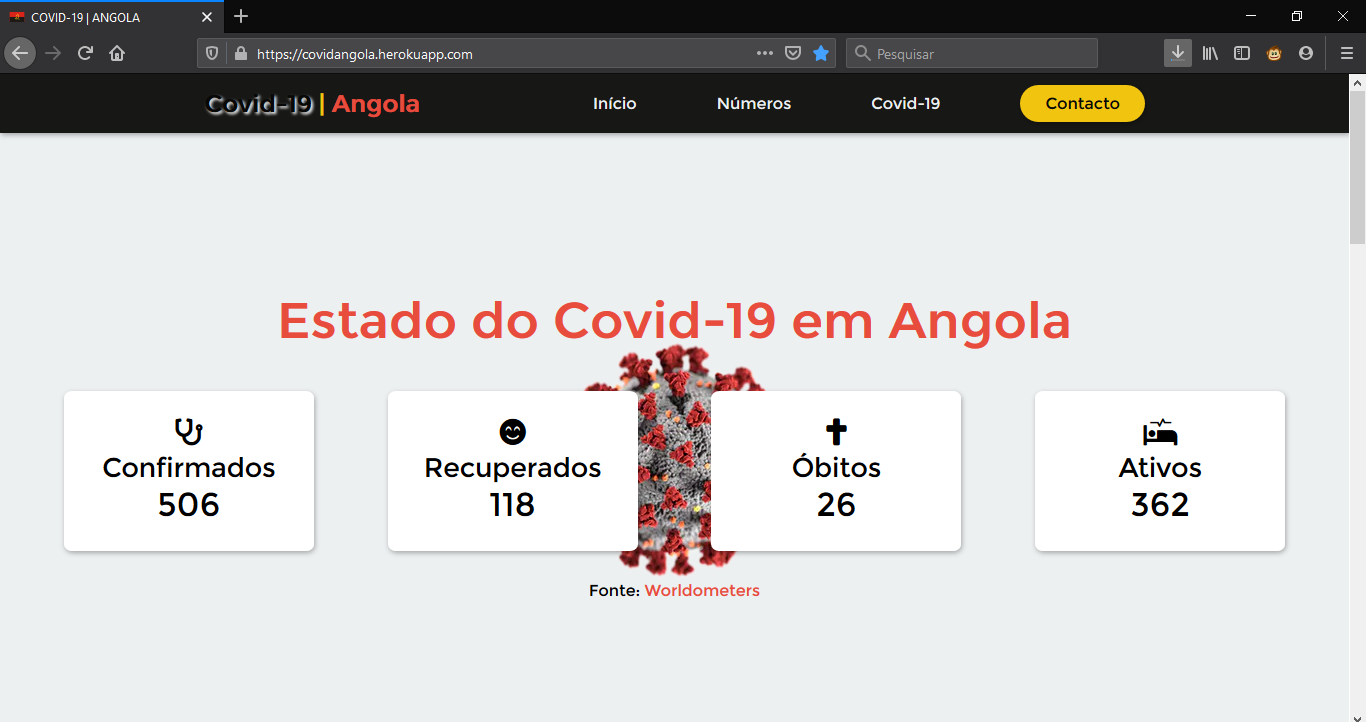 COVID-19 | ANGOLA
https://covidangola.herokuapp.com
Pesquisar
Covid-19 | Angola
Início
Números
Covid-19
Contacto
Estado do Covid-19 em Angola
Confirmados
506
Recuperados
118
Óbitos
26
Ativos
362
Fonte: Worldometers